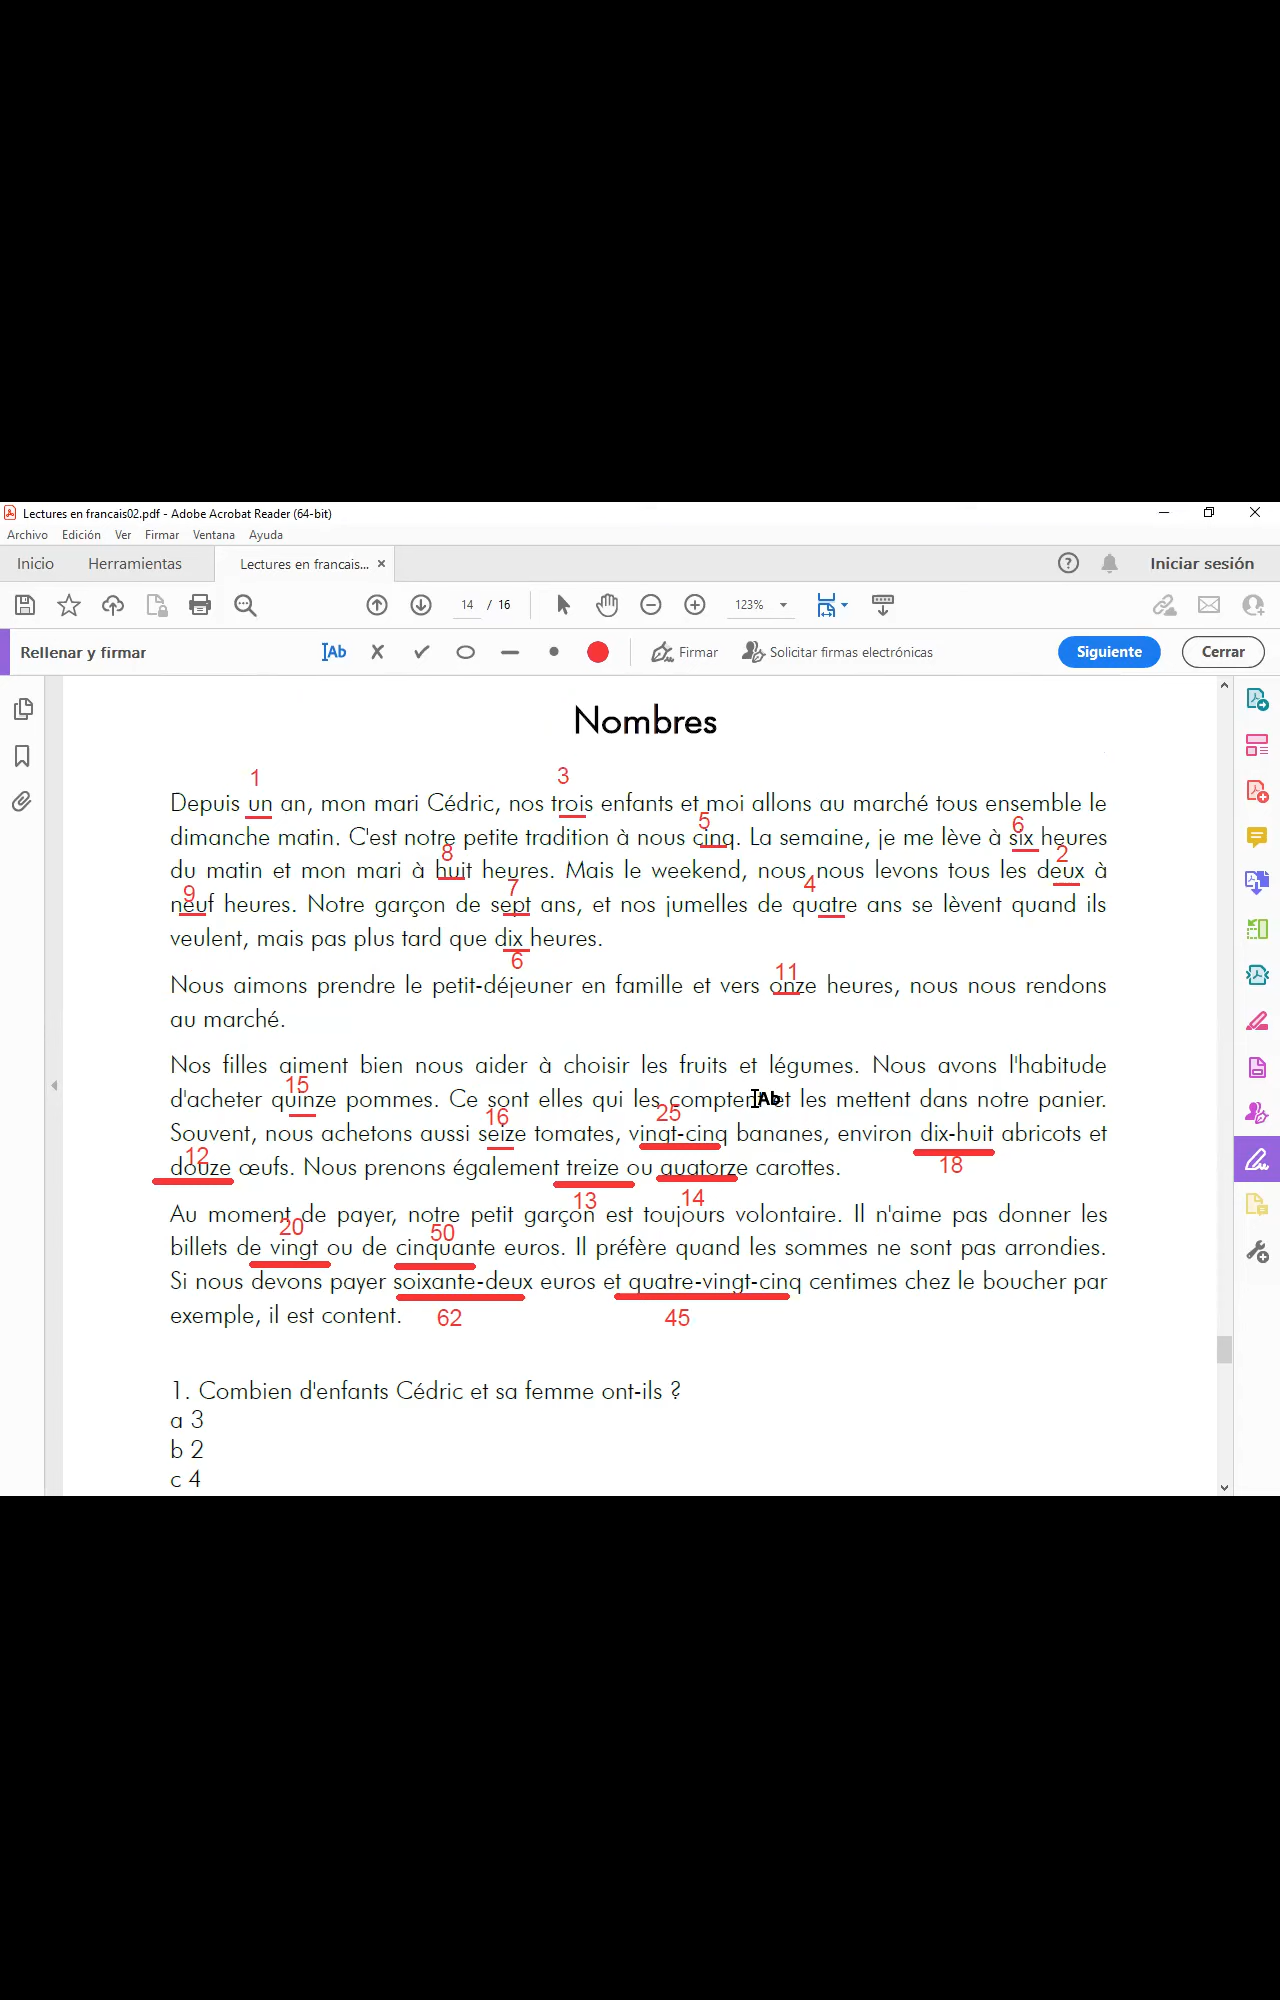 Lectures en francais02.pdf - Adobe Acrobat Reader (64-bit)
Archivo Edición Ver Firmar Ventana Ayuda
Inicio Herramientas Lectures en francais... × Iniciar sesión
14 / 16 123%
Rellenar y firmar Ab Firmar Solicitar firmas electrónicas Siguiente Cerrar
Nombres
1 3
Depuis un an, mon mari Cédric, nos trois enfants et moi allons au marché tous ensemble le
5 6
dimanche matin. C'est notre petite tradition à nous cinq. La semaine, je me lève à six heures
8 2
du matin et mon mari à huit heures. Mais le weekend, nous nous levons tous les deux à
9 7 4
neuf heures. Notre garçon de sept ans, et nos jumelles de quatre ans se lèvent quand ils
veulent, mais pas plus tard que dix heures.
6 11
Nous aimons prendre le petit-déjeuner en famille et vers onze heures, nous nous rendons
au marché.
Nos filles aiment bien nous aider à choisir les fruits et légumes. Nous avons l'habitude
15
d'acheter quinze pommes. Ce sont elles qui les comptent et les mettent dans notre panier.
Ab
16 25
Souvent, nous achetons aussi seize tomates, vingt-cinq bananes, environ dix-huit abricots et
12 18
douze œufs. Nous prenons également treize ou quatorze carottes.
13 14
Au moment de payer, notre petit garçon est toujours volontaire. Il n'aime pas donner les
20 50
billets de vingt ou de cinquante euros. Il préfère quand les sommes ne sont pas arrondies.
Si nous devons payer soixante-deux euros et quatre-vingt-cinq centimes chez le boucher par
exemple, il est content.
62 45
1. Combien d'enfants Cédric et sa femme ont-ils ?
a 3
b 2
c 4